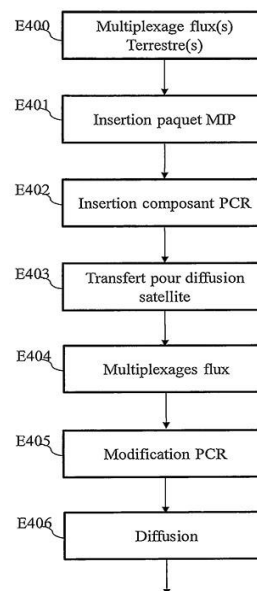 E400
Multiplexage flux(s)
Terrestre(s)
E401
Insertion paquet MIP
E402
Insertion composant PCR
E403
Transfert pour diffusion
satellite
E404
Multiplexages flux
E405
Modification PCR
E406
Diffusion